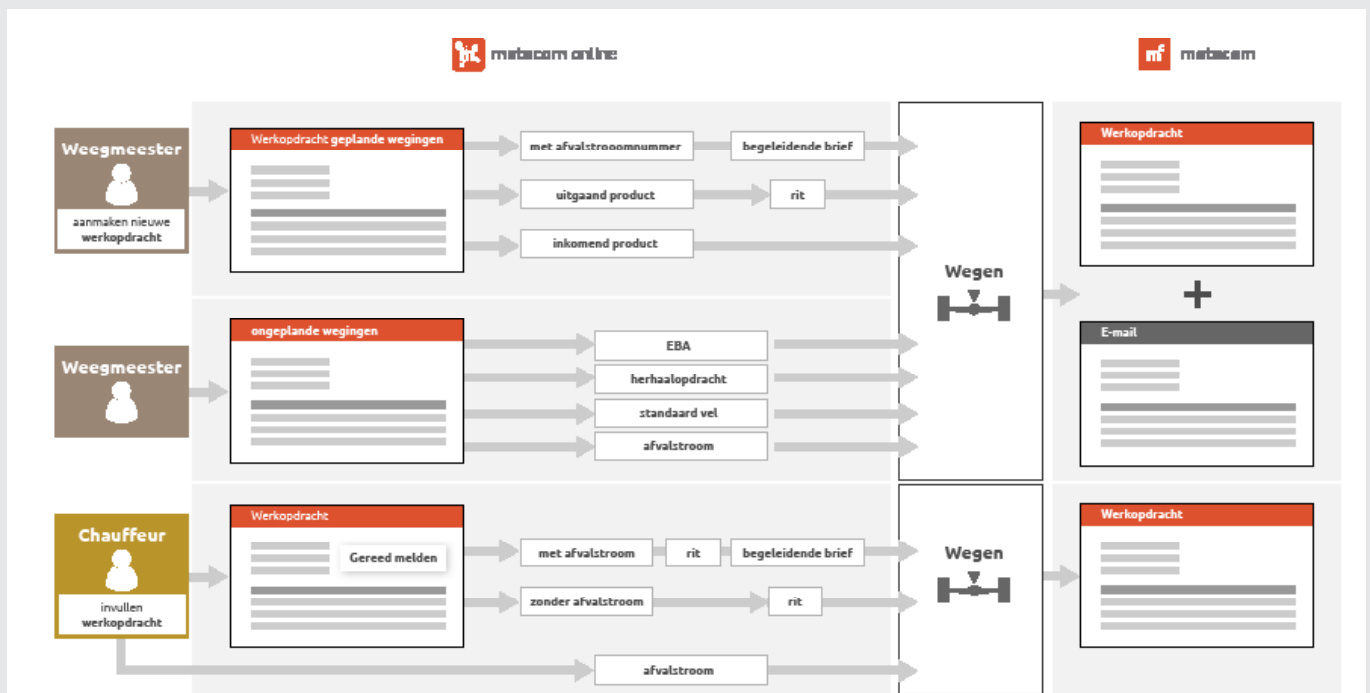 metacom online
mf metacom
Weegmeester
aanmaken nieuwe
werkopdracht
Werkopdracht geplande wegingen
met afvalstrooomnummer
begeleidende brief
uitgaand product
rit
inkomend product
Wegen
Werkopdracht
+
E-mail
Weegmeester
ongeplande wegingen
EBA
herhaalopdracht
standaard vel
afvalstroom
Chauffeur
invullen
werkopdracht
Werkopdracht
Gereed melden
met afvalstroom
rit
begeleidende brief
zonder afvalstroom
rit
afvalstroom
Wegen
Werkopdracht